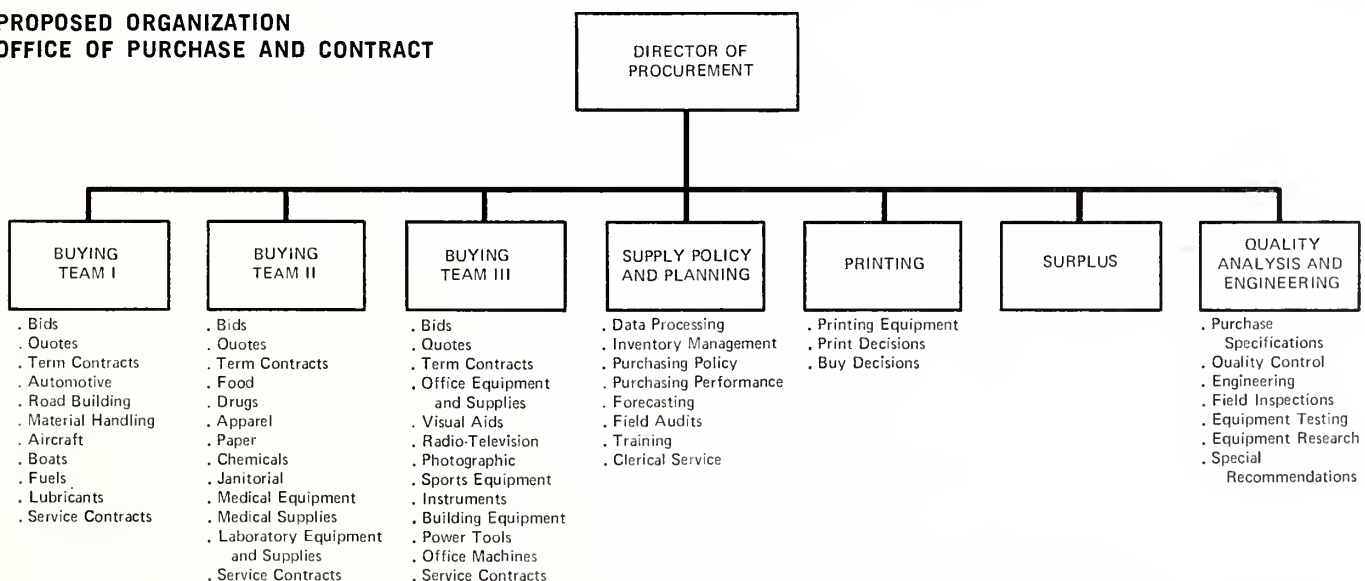 PROPOSED ORGANIZATION
OFFICE OF PURCHASE AND CONTRACT
DIRECTOR OF
PROCUREMENT
BUYING
TEAM I
. Bids
. Quotes
. Term Contracts
. Automotive
. Road Building
. Material Handling
. Aircraft
. Boats
. Fuels
. Lubricants
. Service Contracts
BUYING
TEAM II
. Bids
. Quotes
. Term Contracts
. Food
. Drugs
. Apparel
. Paper
. Chemicals
. Janitorial
. Medical Equipment
. Medical Supplies
. Laboratory Equipment
and Supplies
. Service Contracts
BUYING
TEAM III
. Bids
. Quotes
. Term Contracts
. Office Equipment
and Supplies
. Visual Aids
. Radio-Television
. Photographic
. Sports Equipment
. Instruments
. Building Equipment
. Power Tools
. Office Machines
. Service Contracts
SUPPLY POLICY
AND PLANNING
. Data Processing
. Inventory Management
. Purchasing Policy
. Purchasing Performance
. Forecasting
. Field Audits
. Training
. Clerical Service
PRINTING
. Printing Equipment
. Print Decisions
. Buy Decisions
SURPLUS
QUALITY
ANALYSIS AND
ENGINEERING
. Purchase
Specifications
. Quality Control
. Engineering
. Field Inspections
. Equipment Testing
. Equipment Research
. Special
Recommendations